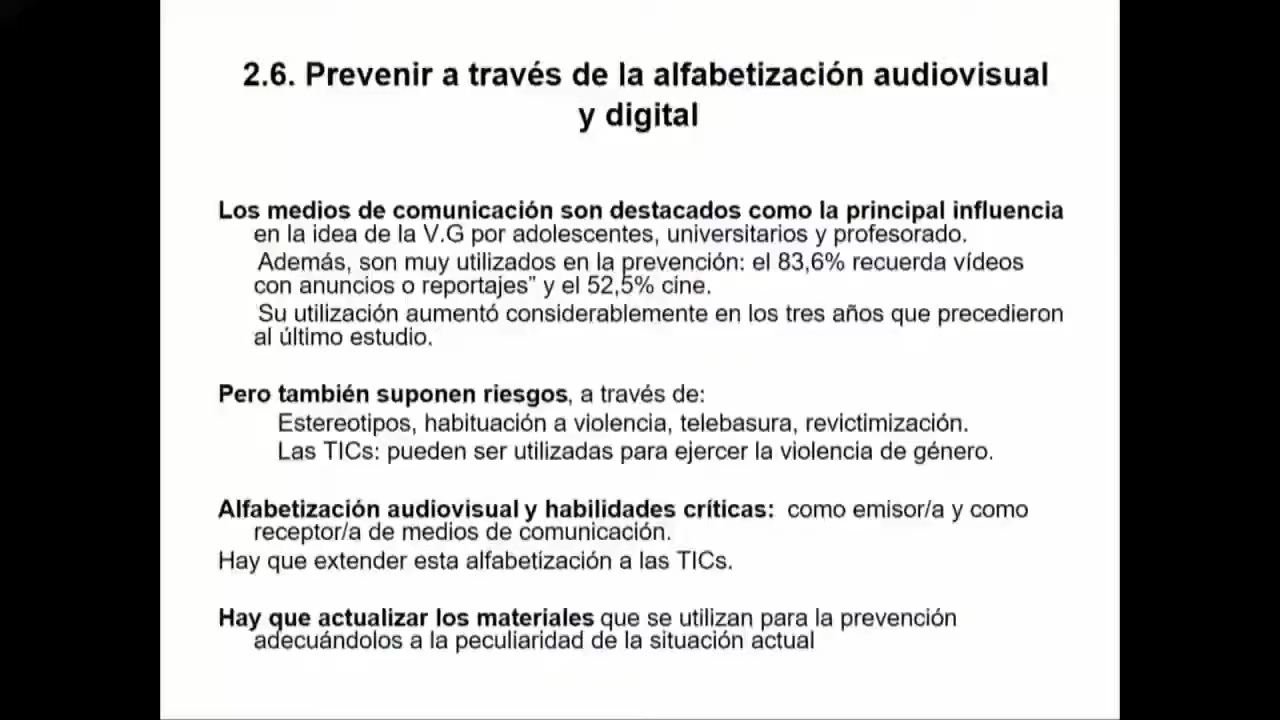 2.6. Prevenir a través de la alfabetización audiovisual
y digital
Los medios de comunicación son destacados como la principal influencia
en la idea de la V.G por adolescentes, universitarios y profesorado.
Además, son muy utilizados en la prevención: el 83,6% recuerda vídeos
con anuncios o reportajes” y el 52,5% cine.
Su utilización aumentó considerablemente en los tres años que precedieron
al último estudio.
Pero también suponen riesgos, a través de:
Estereotipos, habituación a violencia, telebasura, revictimización.
Las TICs: pueden ser utilizadas para ejercer la violencia de género.
Alfabetización audiovisual y habilidades críticas: como emisor/a y como
receptor/a de medios de comunicación.
Hay que extender esta alfabetización a las TICs.
Hay que actualizar los materiales que se utilizan para la prevención
adecuándolos a la peculiaridad de la situación actual